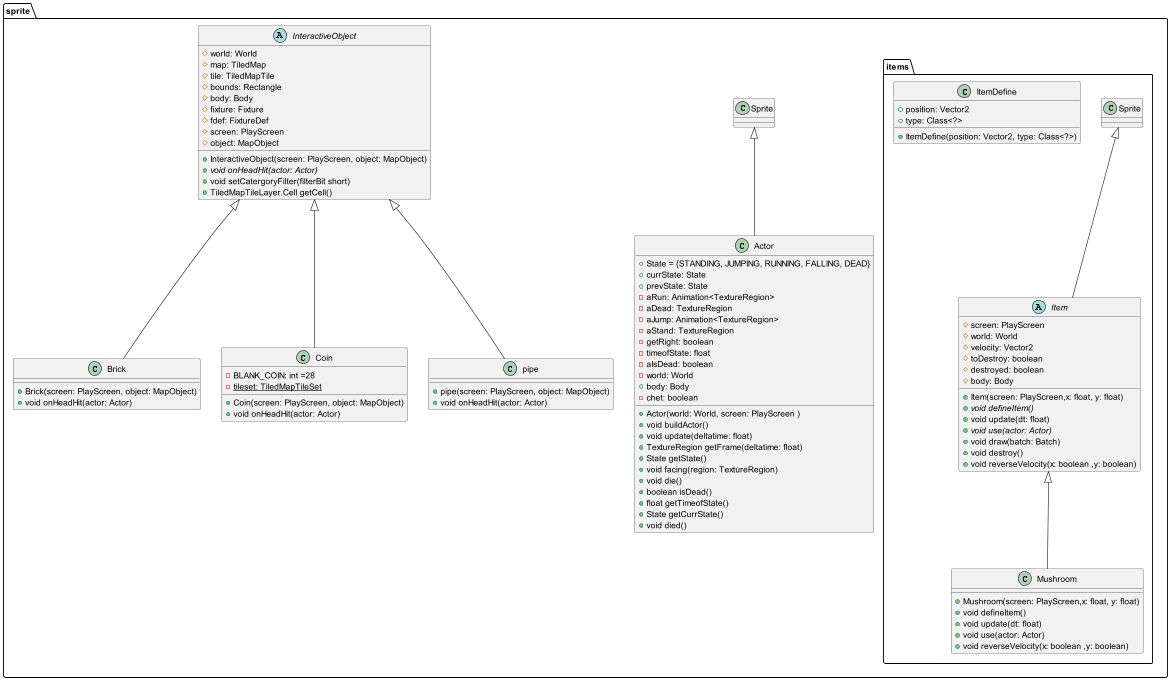 sprite
A InteractiveObject
world: World
map: TiledMap
tile: TiledMapTile
bounds: Rectangle
body: Body
fixture: Fixture
fdef: FixtureDef
screen: PlayScreen
object: MapObject
InteractiveObject(screen: PlayScreen, object: MapObject)
void onHeadHit(actor: Actor)
void setCatergoryFilter(filterBit short)
TiledMapTileLayer.Cell getCell()
C Brick
Brick(screen: PlayScreen, object: MapObject)
void onHeadHit(actor: Actor)
C Coin
BLANK_COIN: int =28
tileset: TiledMapTileSet
Coin(screen: PlayScreen, object: MapObject)
void onHeadHit(actor: Actor)
C pipe
pipe(screen: PlayScreen, object: MapObject)
void onHeadHit(actor: Actor)
C Sprite
C Actor
State = {STANDING, JUMPING, RUNNING, FALLING, DEAD}
currState: State
prevState: State
aRun: Animation<TextureRegion>
aDead: TextureRegion
aJump: Animation<TextureRegion>
aStand: TextureRegion
getRight: boolean
timeofState: float
aIsDead: boolean
world: World
body: Body
chet: boolean
Actor(world: World, screen: PlayScreen )
void buildActor()
void update(deltatime: float)
TextureRegion getFrame(deltatime: float)
State getState()
void facing(region: TextureRegion)
void die()
boolean isDead()
float getTimeofState()
State getCurrState()
void died()
items
C ItemDefine
position: Vector2
type: Class<?>
ItemDefine(position: Vector2, type: Class<?>)
C Sprite
A Item
screen: PlayScreen
world: World
velocity: Vector2
toDestroy: boolean
destroyed: boolean
body: Body
Item(screen: PlayScreen,x: float, y: float)
void defineItem()
void update(dt: float)
void use(actor: Actor)
void draw(batch: Batch)
void destroy()
void reverseVelocity(x: boolean ,y: boolean)
C Mushroom
Mushroom(screen: PlayScreen,x: float, y: float)
void defineItem()
void update(dt: float)
void use(actor: Actor)
void reverseVelocity(x: boolean ,y: boolean)